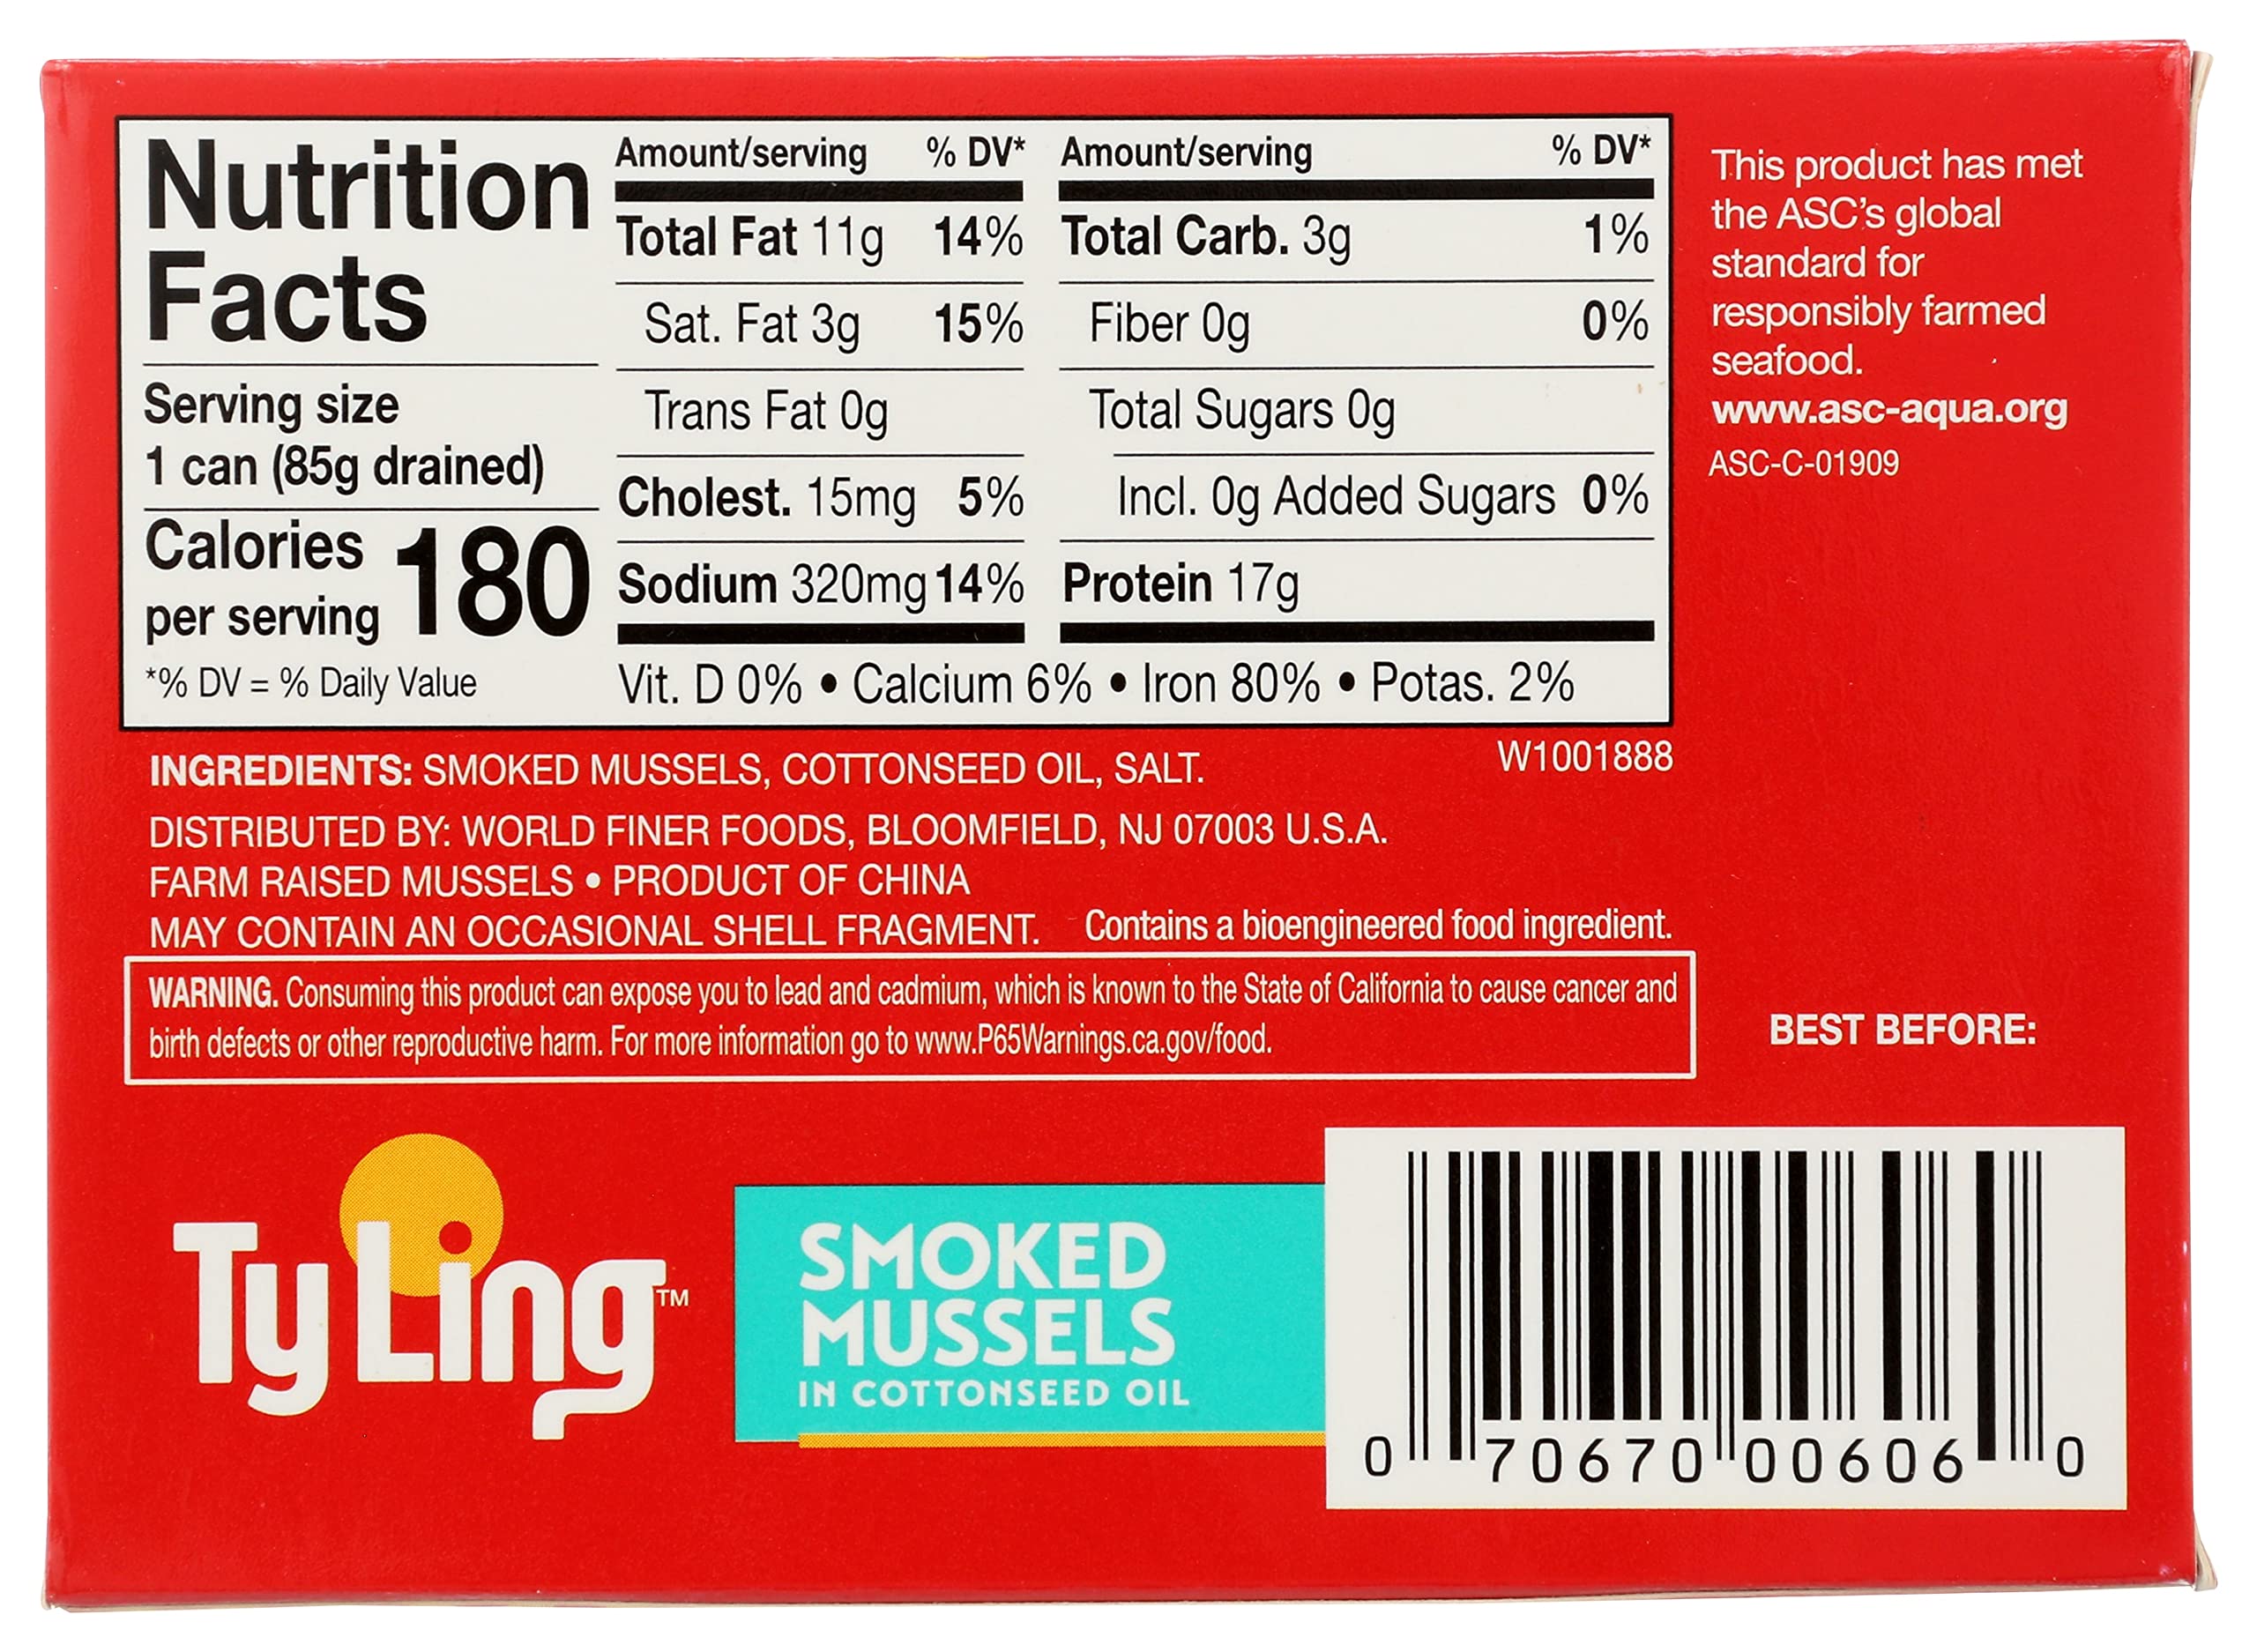 Nutrition
Facts
Serving size
1 can (85g drained)
Calories
per serving 180
*% DV = % Daily Value
Amount/serving % DV*
Total Fat 11g 14%
Sat. Fat 3g 15%
Trans Fat 0g
Cholest. 15mg 5%
Sodium 320mg 14%
Amount/serving % DV*
Total Carb. 3g 1%
Fiber 0g 0%
Total Sugars 0g
Incl. 0g Added Sugars 0%
Protein 17g
Vit. D 0% • Calcium 6% • Iron 80% • Potas. 2%
This product has met
the ASC's global
standard for
responsibly farmed
seafood.
www.asc-aqua.org
ASC-C-01909
W1001888
INGREDIENTS: SMOKED MUSSELS, COTTONSEED OIL, SALT.
DISTRIBUTED BY: WORLD FINER FOODS, BLOOMFIELD, NJ 07003 U.S.A.
FARM RAISED MUSSELS • PRODUCT OF CHINA
MAY CONTAIN AN OCCASIONAL SHELL FRAGMENT. Contains a bioengineered food ingredient.
WARNING. Consuming this product can expose you to lead and cadmium, which is known to the State of California to cause cancer and
birth defects or other reproductive harm. For more information go to www.P65Warnings.ca.gov/food.
BEST BEFORE:
Ty Ling™
SMOKED
MUSSELS
IN COTTONSEED OIL
0 70670 00606 0